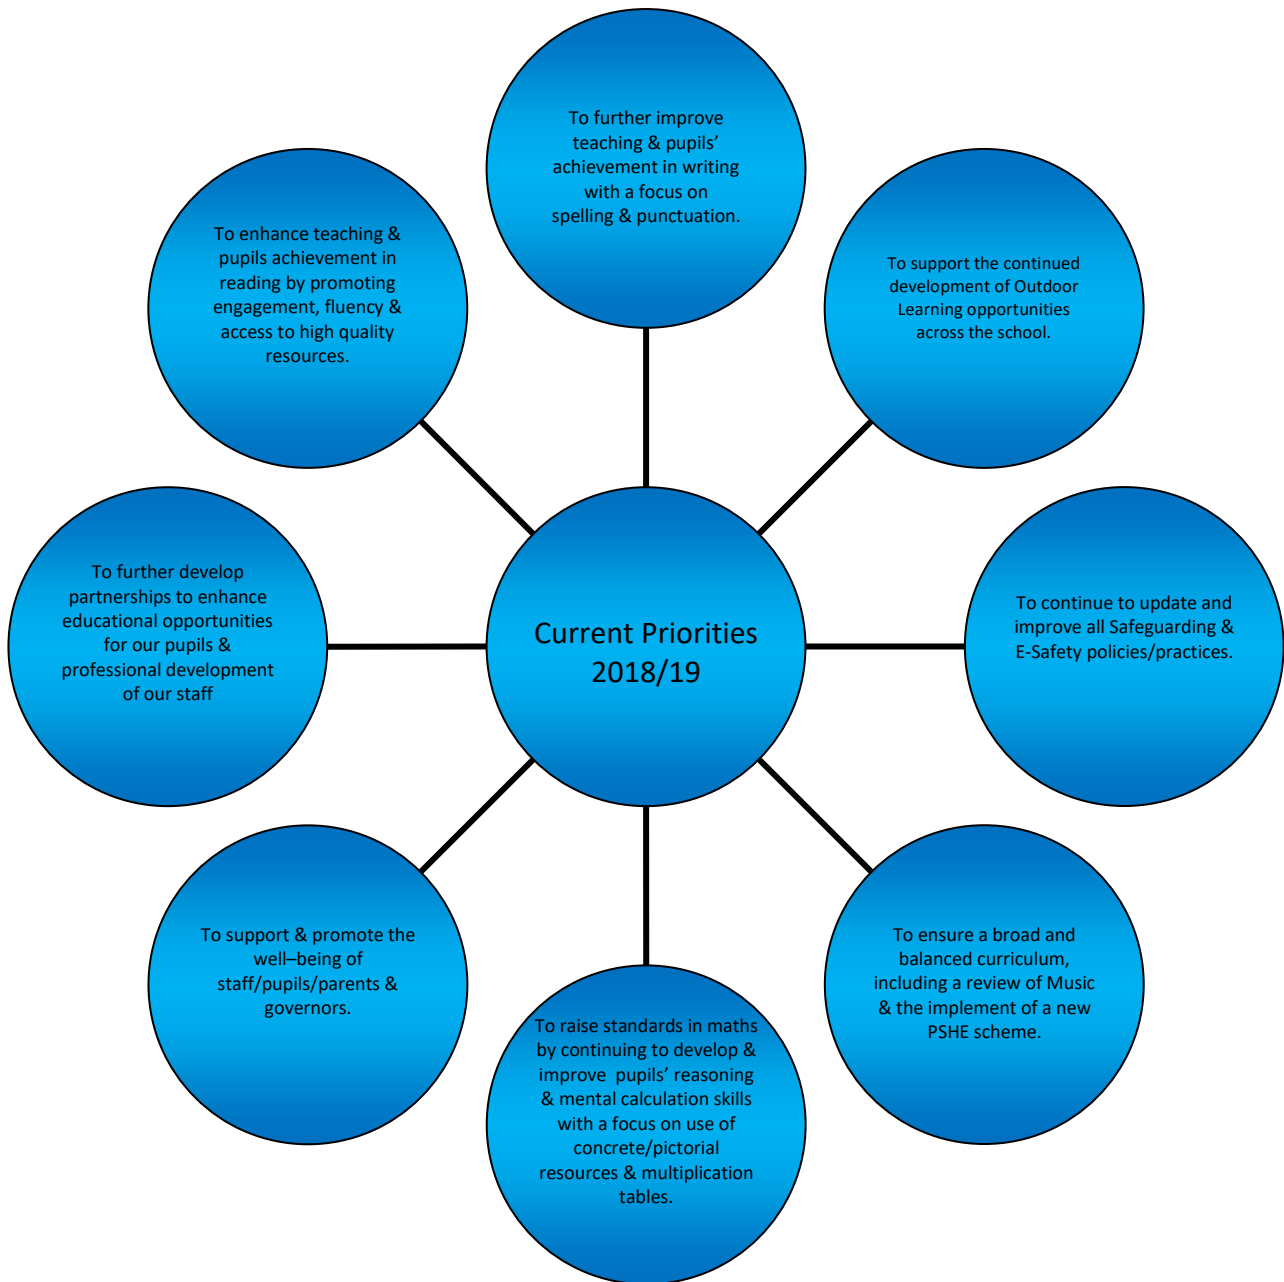 To further improve
teaching & pupils’
achievement in writing
with a focus on
spelling & punctuation.
To support the continued
development of Outdoor
Learning opportunities
across the school.
To continue to update and
improve all Safeguarding &
E-Safety policies/practices.
To ensure a broad and
balanced curriculum,
including a review of Music
& the implement of a new
PSHE scheme.
To raise standards in maths
by continuing to develop &
improve  pupils’ reasoning
& mental calculation skills
with a focus on use of
concrete/pictorial
resources & multiplication
tables.
To support & promote the
well–being of
staff/pupils/parents &
governors.
To further develop
partnerships to enhance
educational opportunities
for our pupils &
professional development
of our staff
To enhance teaching &
pupils achievement in
reading by promoting
engagement, fluency &
access to high quality
resources.
Current Priorities
2018/19